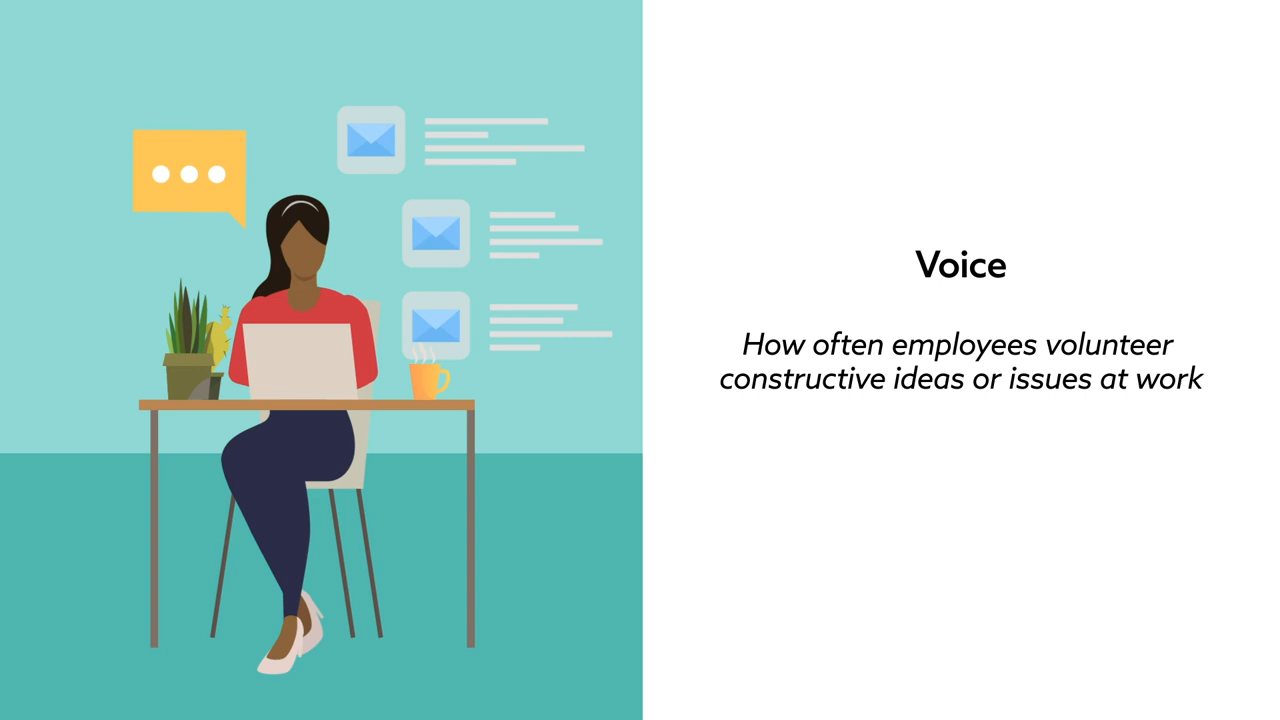 Voice
How often employees volunteer
constructive ideas or issues at work